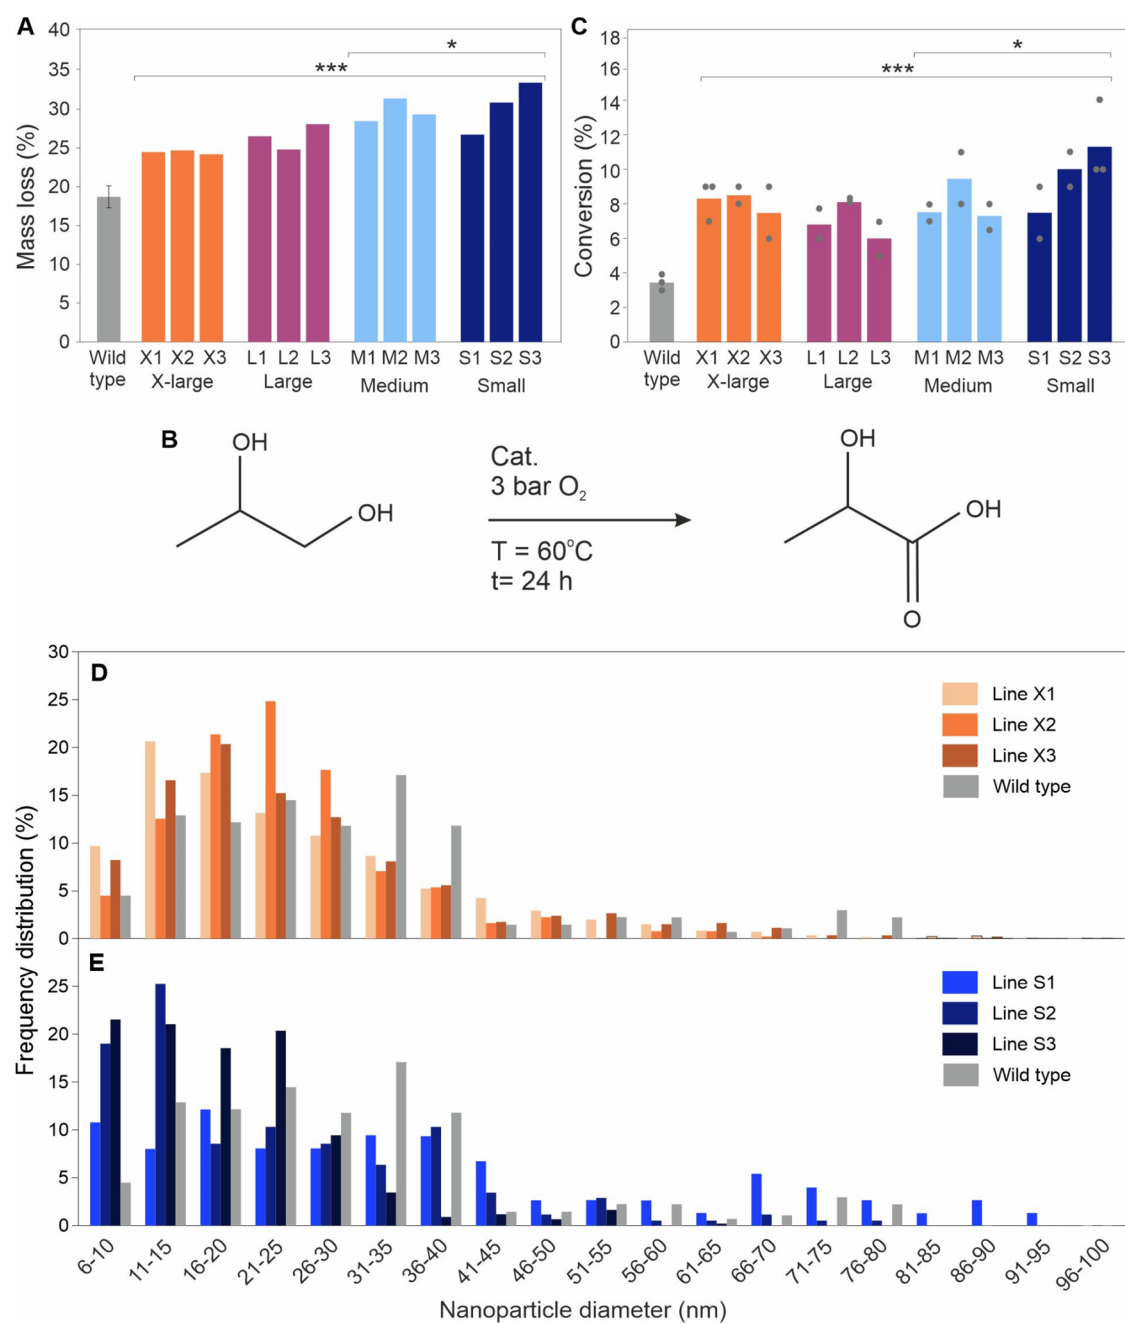 A
40
35
30
25
20
15
10
5
0
Mass loss (%)
*
***
Wild type
X1 X2 X3
X-large
L1 L2 L3
Large
M1 M2 M3
Medium
S1 S2 S3
Small
C
18
16
14
12
10
8
6
4
2
0
Conversion (%)
*
***
Wild type
X1 X2 X3
X-large
L1 L2 L3
Large
M1 M2 M3
Medium
S1 S2 S3
Small
B
OH
OH
Cat.
3 bar O₂
T = 60°C
t= 24 h
OH
OH
O
Frequency distribution (%)
D
30
25
20
15
10
5
0
Line X1
Line X2
Line X3
Wild type
E
25
20
15
10
5
0
Line S1
Line S2
Line S3
Wild type
6-10
11-15
16-20
21-25
26-30
31-35
36-40
41-45
46-50
51-55
56-60
61-65
66-70
71-75
76-80
81-85
86-90
91-95
96-100
Nanoparticle diameter (nm)